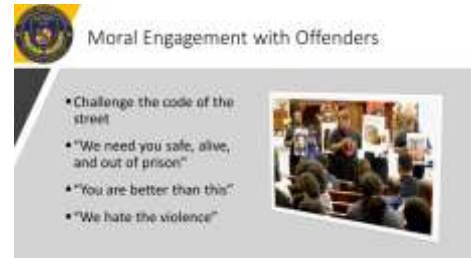 Moral Engagement with Offenders
▪Challenge the code of the
street
▪"We need you safe, alive,
and out of prison"
▪"You are better than this"
▪"We hate the violence"